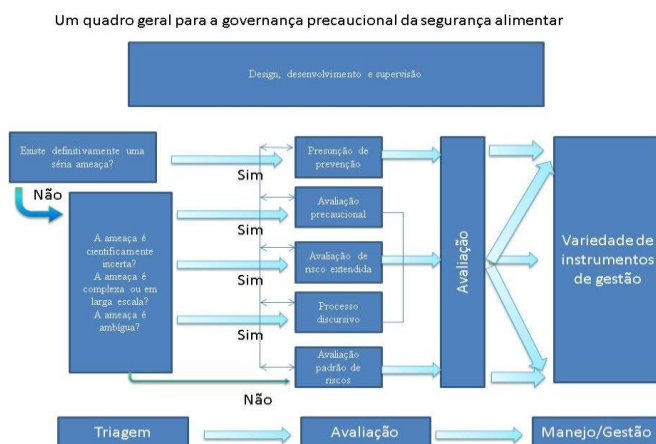 Um quadro geral para a governança precaucional da segurança alimentar
Design, desenvolvimento e supervisão
Existe definitivamente uma
séria ameaça?
Sim
Presunção de
prevenção
Não
A ameaça é
cientificamente
incerta?
A ameaça é
complexa ou em
larga escala?
A ameaça é
ambígua?
Sim
Avaliação
precaucional
Sim
Avaliação de
risco extendida
Sim
Processo
discursivo
Não
Avaliação
padrão de
riscos
Avaliação
Variedade de
instrumentos
de gestão
Triagem
Avaliação
Manejo/Gestão